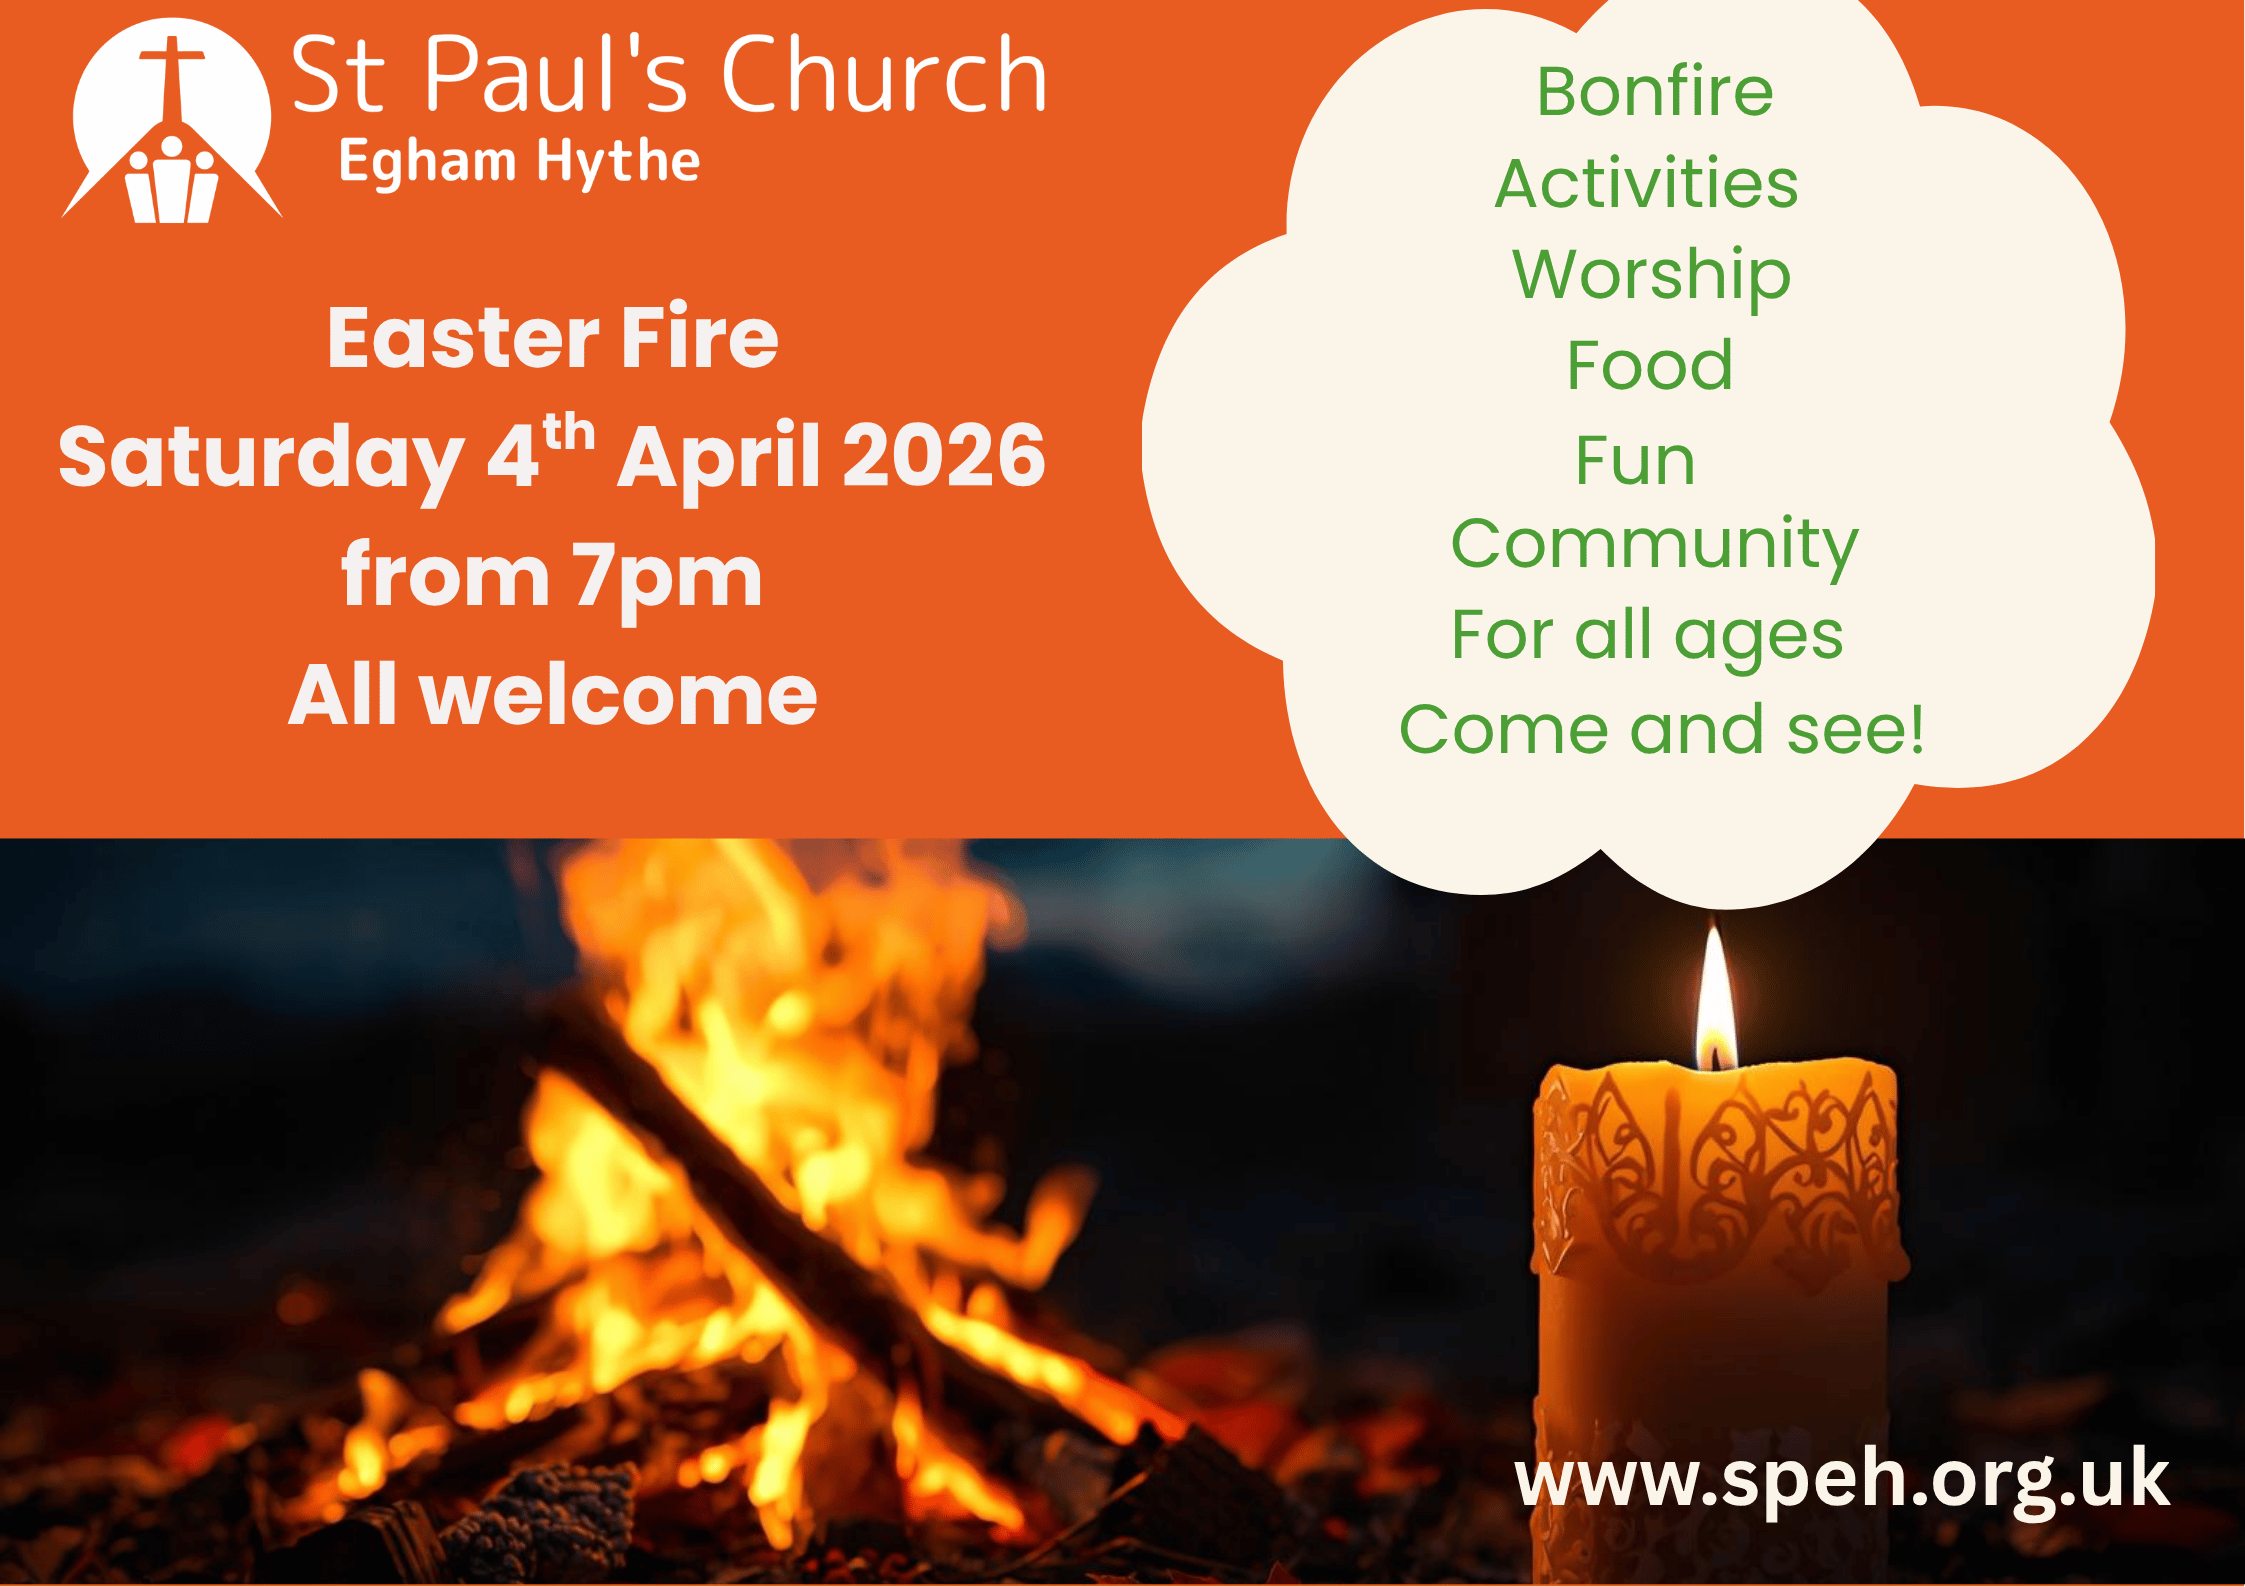 St Paul's Church
Egham Hythe
Easter Fire
Saturday 4th April 2026
from 7pm
All welcome
Bonfire
Activities
Worship
Food
Fun
Community
For all ages
Come and see!
www.speh.org.uk